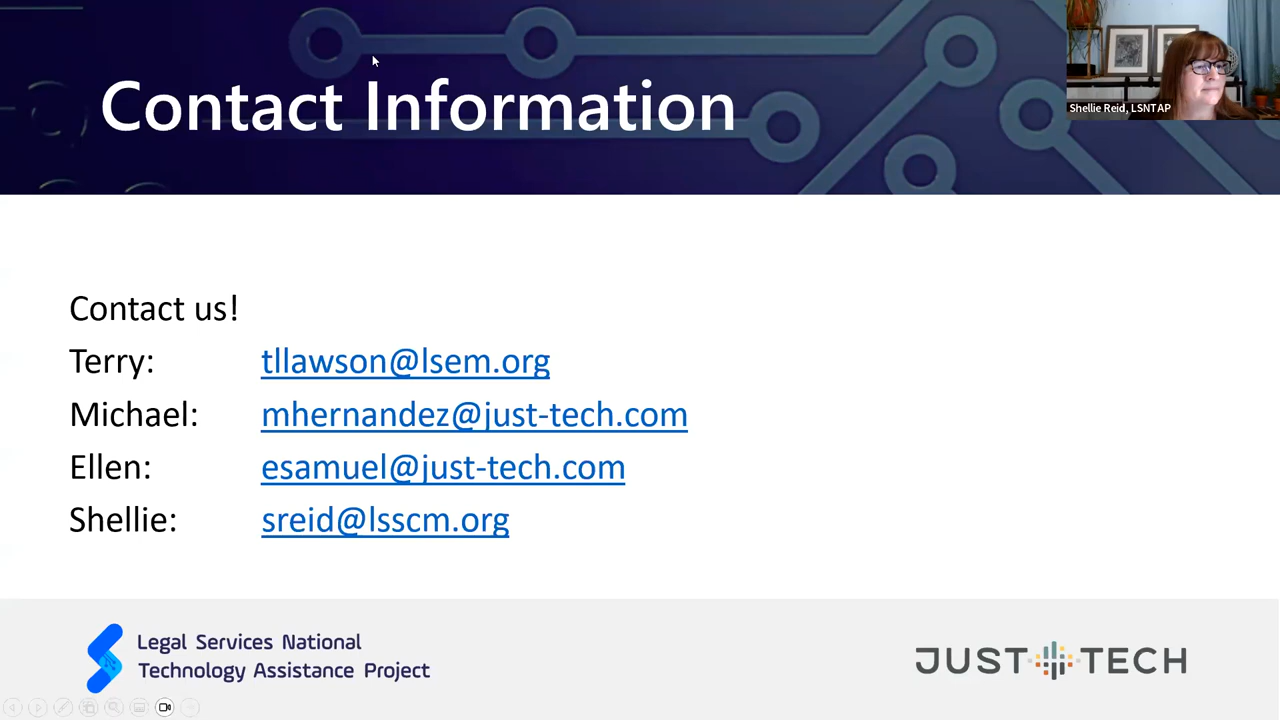 Contact Information
Shellie Reid, LSNTAP
Contact us!
Terry: tllawson@lsem.org
Michael: mhernandez@just-tech.com
Ellen: esamuel@just-tech.com
Shellie: sreid@lsscm.org
Legal Services National
Technology Assistance Project
JUST TECH